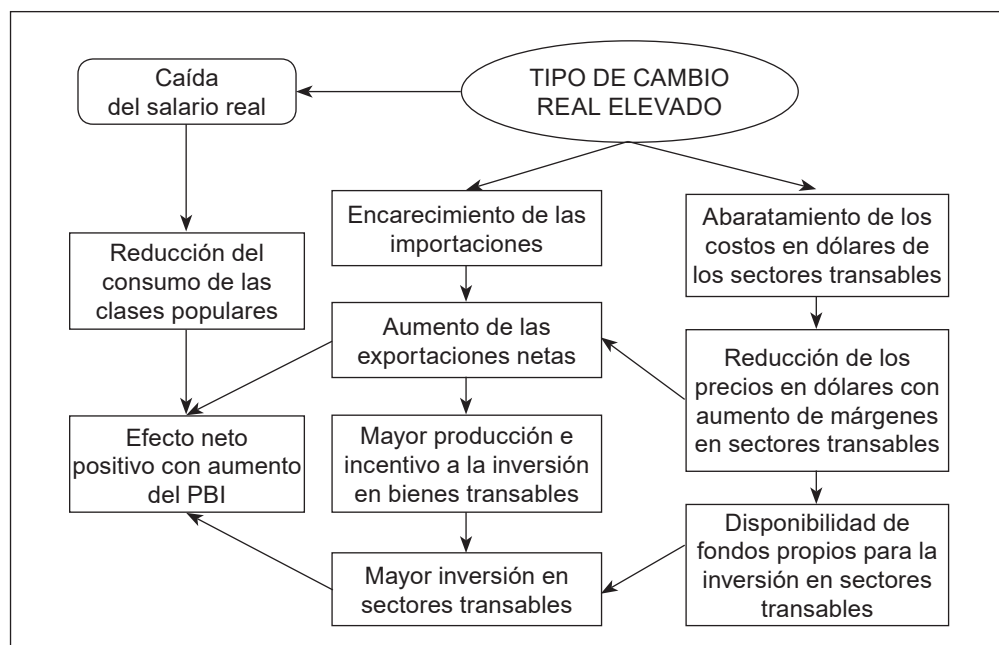 Caída
del salario real
TIPO DE CAMBIO
REAL ELEVADO
Encarecimiento de las
importaciones
Abaratamiento de los
costos en dólares de
los sectores transables
Reducción del
consumo de las
clases populares
Aumento de las
exportaciones netas
Reducción de los
precios en dólares con
aumento de márgenes
en sectores transables
Efecto neto
positivo con aumento
del PBI
Mayor producción e
incentivo a la inversión
en bienes transables
Disponibilidad de
fondos propios para la
inversión en sectores
transables
Mayor inversión en
sectores transables